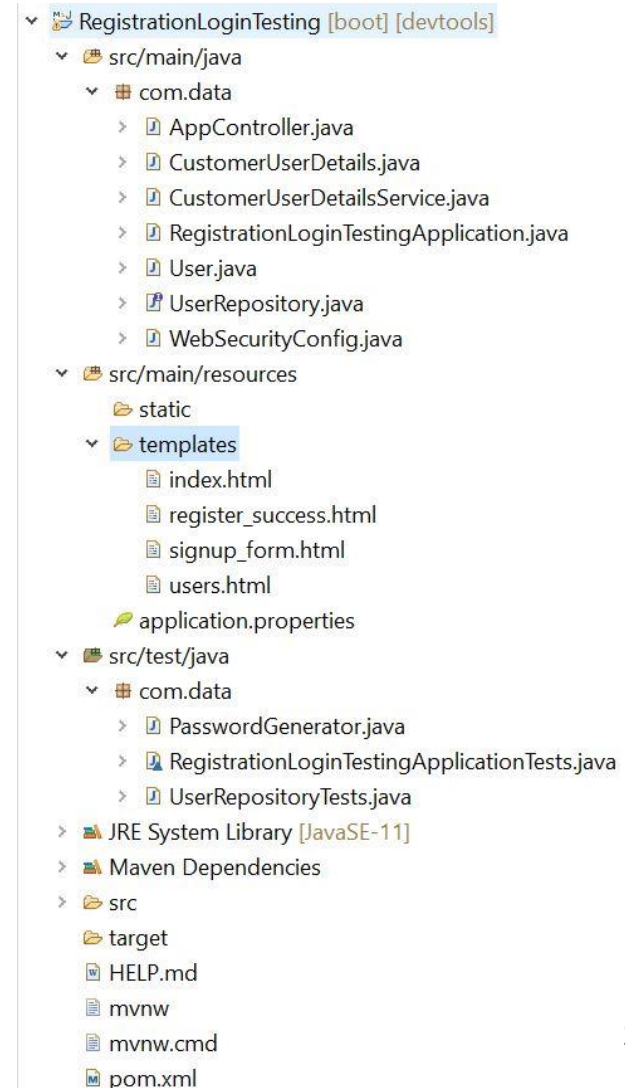 RegistrationLoginTesting [boot] [devtools]
src/main/java
com.data
AppController.java
CustomerUserDetails.java
CustomerUserDetailsService.java
RegistrationLoginTestingApplication.java
User.java
UserRepository.java
WebSecurityConfig.java
src/main/resources
static
templates
index.html
register_success.html
signup_form.html
users.html
application.properties
src/test/java
com.data
PasswordGenerator.java
RegistrationLoginTestingApplicationTests.java
UserRepositoryTests.java
JRE System Library [JavaSE-11]
Maven Dependencies
src
target
HELP.md
mvnw
mvnw.cmd
pom.xml